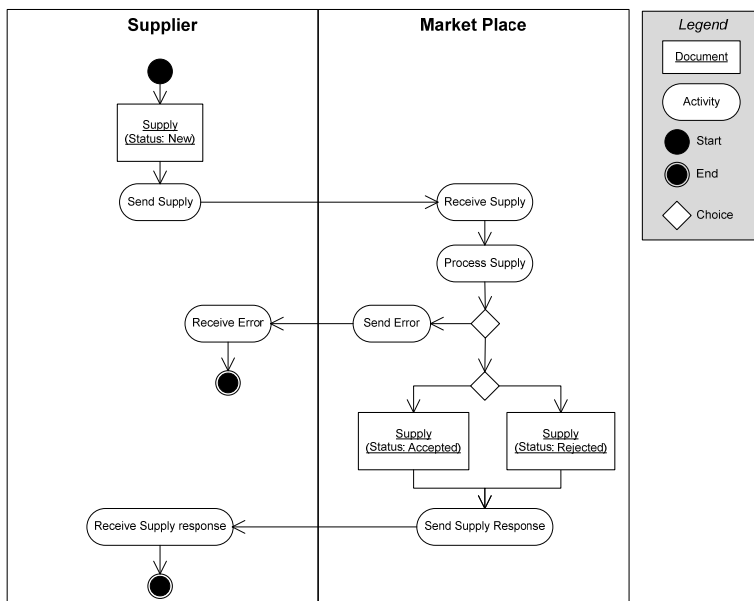 Supplier
Market Place
Legend
Document
Activity
Start
End
Choice
Supply
(Status: New)
Send Supply
Receive Supply
Process Supply
Receive Error
Send Error
Supply
(Status: Accepted)
Supply
(Status: Rejected)
Receive Supply response
Send Supply Response